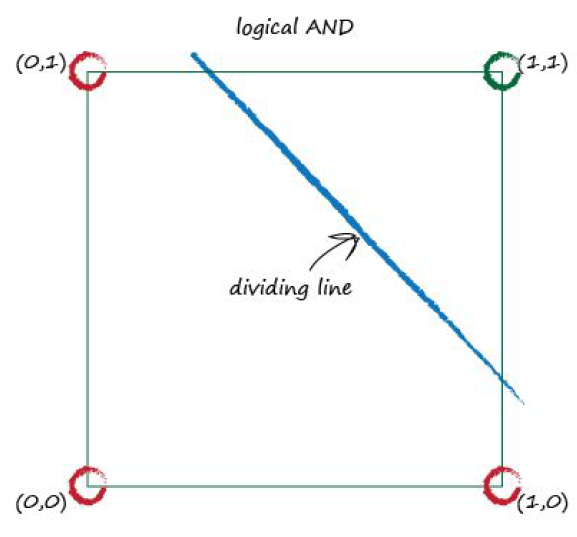 logical AND
(0,1)
(1,1)
dividing line
(0,0)
(1,0)